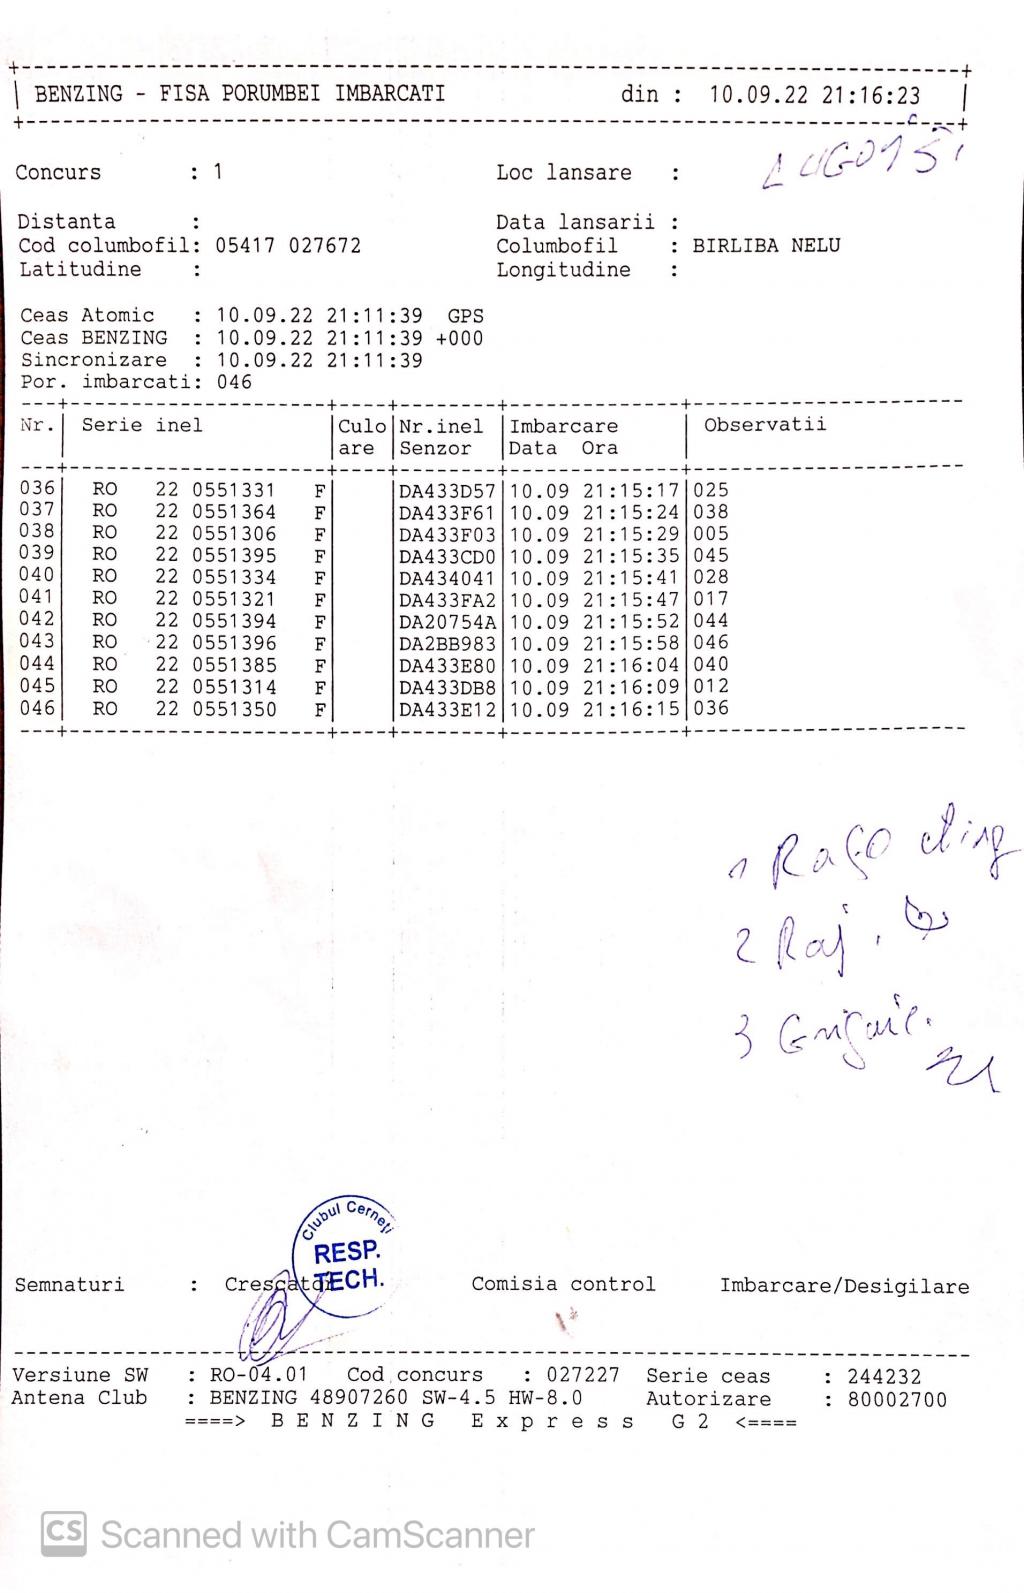 BENZING - FISA PORUMBEI IMBARCATI din : 10.09.22 21:16:23
Concurs : 1 Loc lansare :
Distanta : Data lansarii :
Cod columbofil: 05417 027672 Columbofil : BIRLIBA NELU
Latitudine : Longitudine :
Ceas Atomic : 10.09.22 21:11:39 GPS
Ceas BENZING : 10.09.22 21:11:39 +000
Sincronizare : 10.09.22 21:11:39
Por. imbarcati: 046
Nr. Serie inel Culo Nr.inel Imbarcare Observatii
are Senzor Data Ora
036 RO 22 0551331 F DA433D57 10.09 21:15:17 025
037 RO 22 0551364 F DA433F61 10.09 21:15:24 038
038 RO 22 0551306 F DA433F03 10.09 21:15:29 005
039 RO 22 0551395 F DA433CD0 10.09 21:15:35 045
040 RO 22 0551334 F DA434041 10.09 21:15:41 028
041 RO 22 0551321 F DA433FA2 10.09 21:15:47 017
042 RO 22 0551394 F DA20754A 10.09 21:15:52 044
043 RO 22 0551396 F DA2BB983 10.09 21:15:58 046
044 RO 22 0551385 F DA433E80 10.09 21:16:04 040
045 RO 22 0551314 F DA433DB8 10.09 21:16:09 012
046 RO 22 0551350 F DA433E12 10.09 21:16:15 036
1
2
3
Clubul Cerneți
RESP.
TECH.
Semnaturi : Crescator Comisia control Imbarcare/Desigilare
Versiune SW : RO-04.01 Cod concurs : 027227 Serie ceas : 244232
Antena Club : BENZING 48907260 SW-4.5 HW-8.0 Autorizare : 80002700
====> B E N Z I N G E x p r e s s G 2 <====
CS Scanned with CamScanner